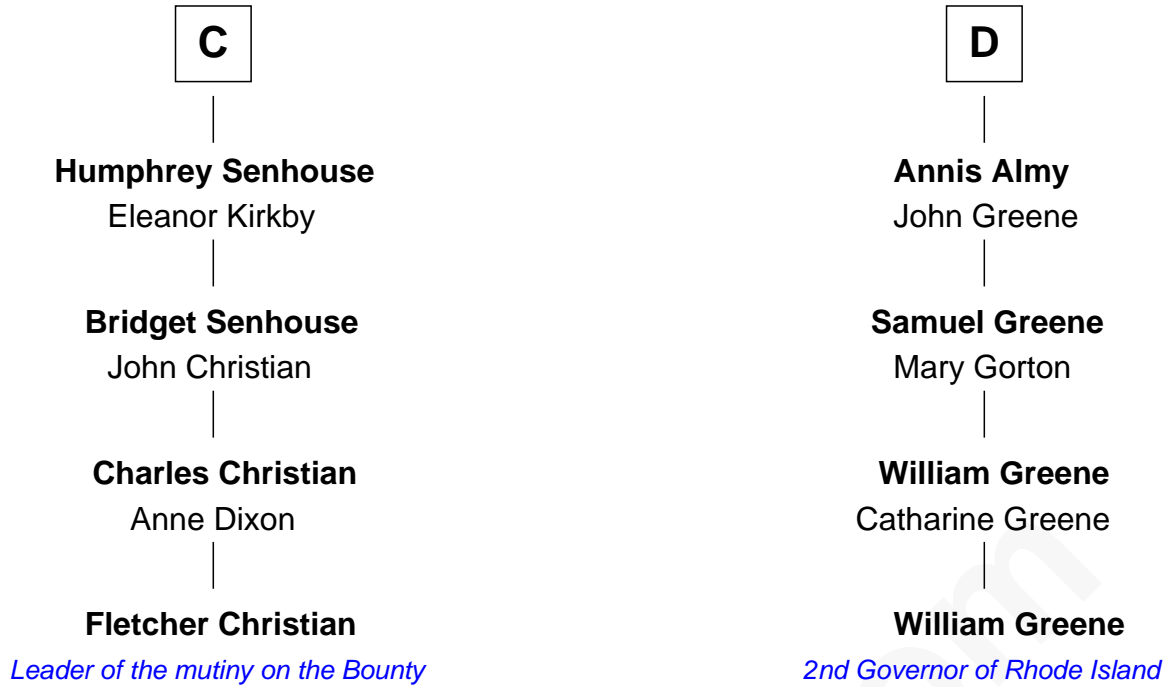 C
Humphrey Senhouse
Eleanor Kirkby
Bridget Senhouse
John Christian
Charles Christian
Anne Dixon
Fletcher Christian
Leader of the mutiny on the Bounty
D
Annis Almy
John Greene
Samuel Greene
Mary Gorton
William Greene
Catharine Greene
William Greene
2nd Governor of Rhode Island